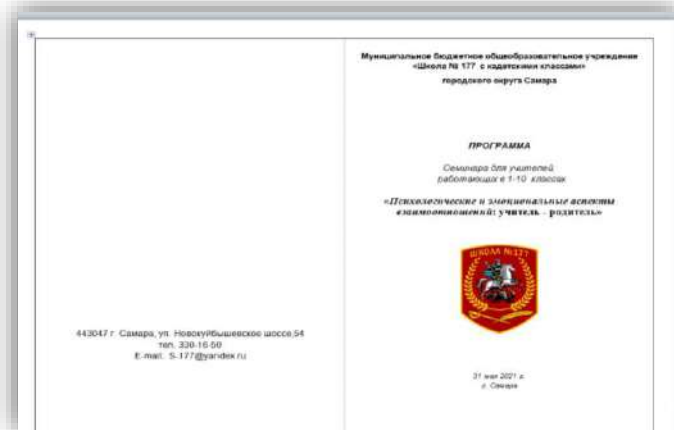 443047 г. Самара, ул. Новокуйбышевское шоссе,54
тел. 330-16-50
E-mail. S-177@yandex.ru
Муниципальное бюджетное общеобразовательное учреждение
«Школа № 177 с кадетскими классами»
городского округа Самара
ПРОГРАММА
Семинара для учителей
работающих в 1-10 классах
«Психологические и эмоциональные аспекты
взаимоотношений: учитель - родитель»
ШКОЛА №177
31 мая 2021 г.
г. Самара